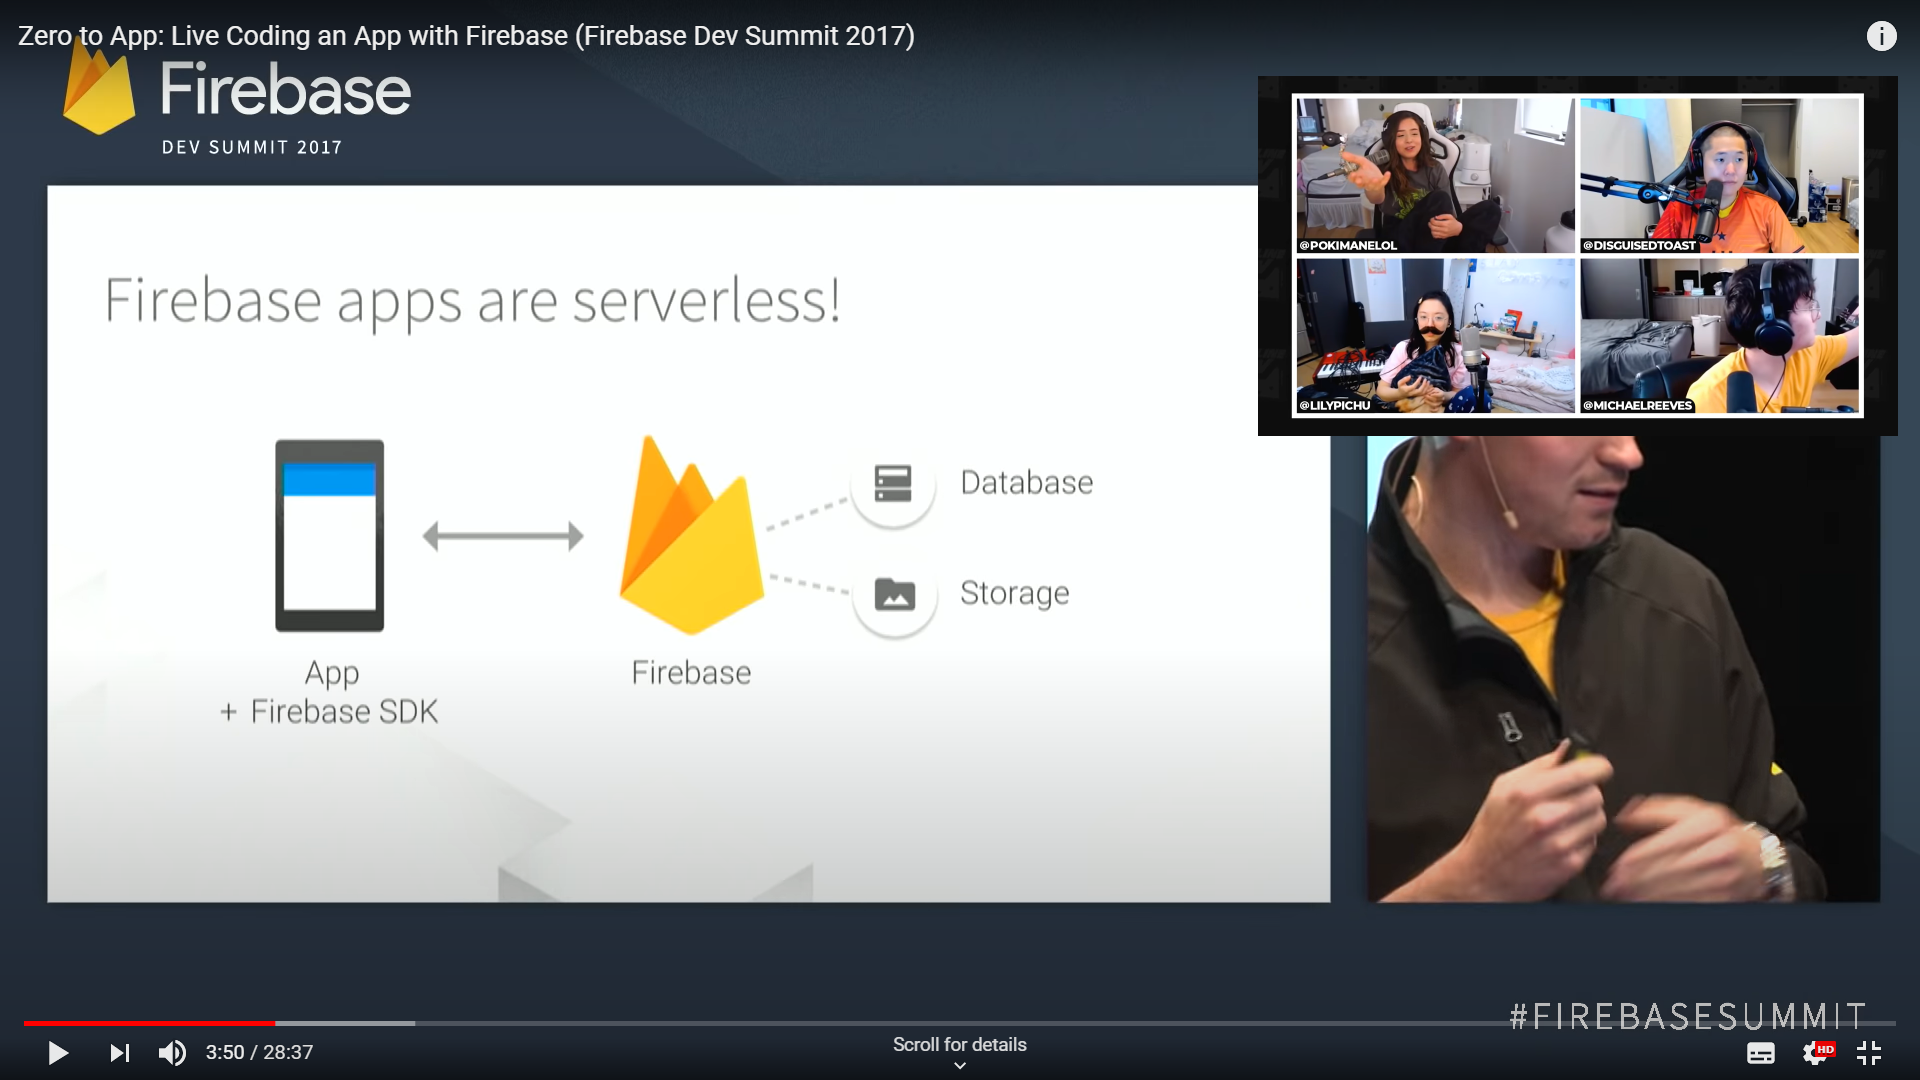 Zero to App: Live Coding an App with Firebase (Firebase Dev Summit 2017)
i
Firebase
DEV SUMMIT 2017
@POKIMANELOL
@DISGUISEDTOAST
@LILYPICHU
@MICHAELREEVES
Firebase apps are serverless!
Database
Storage
App
+ Firebase SDK
Firebase
#FIREBASESUMMIT
3:50 / 28:37
Scroll for details
HD